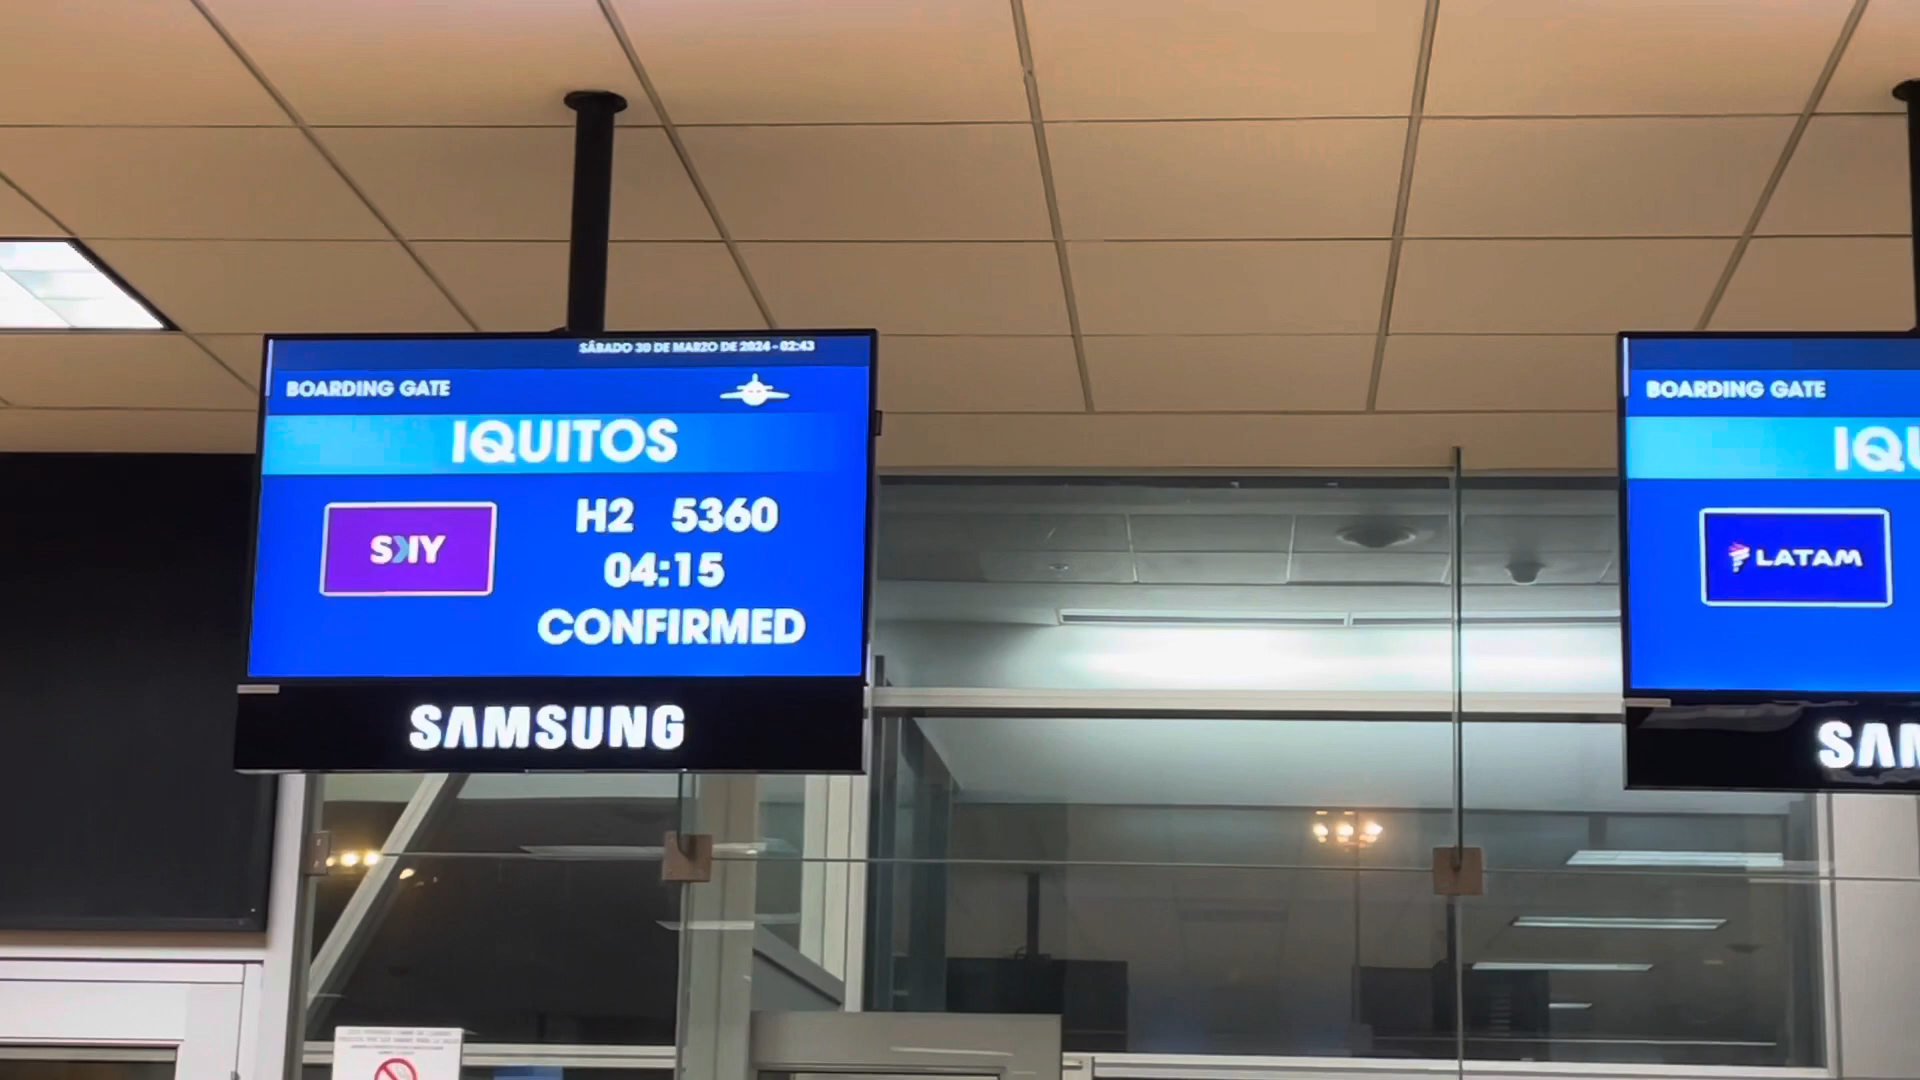 SÁBADO 30 DE MARZO DE 2024 - 02:43
BOARDING GATE
IQUITOS
SKY
H2 5360
04:15
CONFIRMED
SAMSUNG
BOARDING GATE
IQU
LATAM
SAM